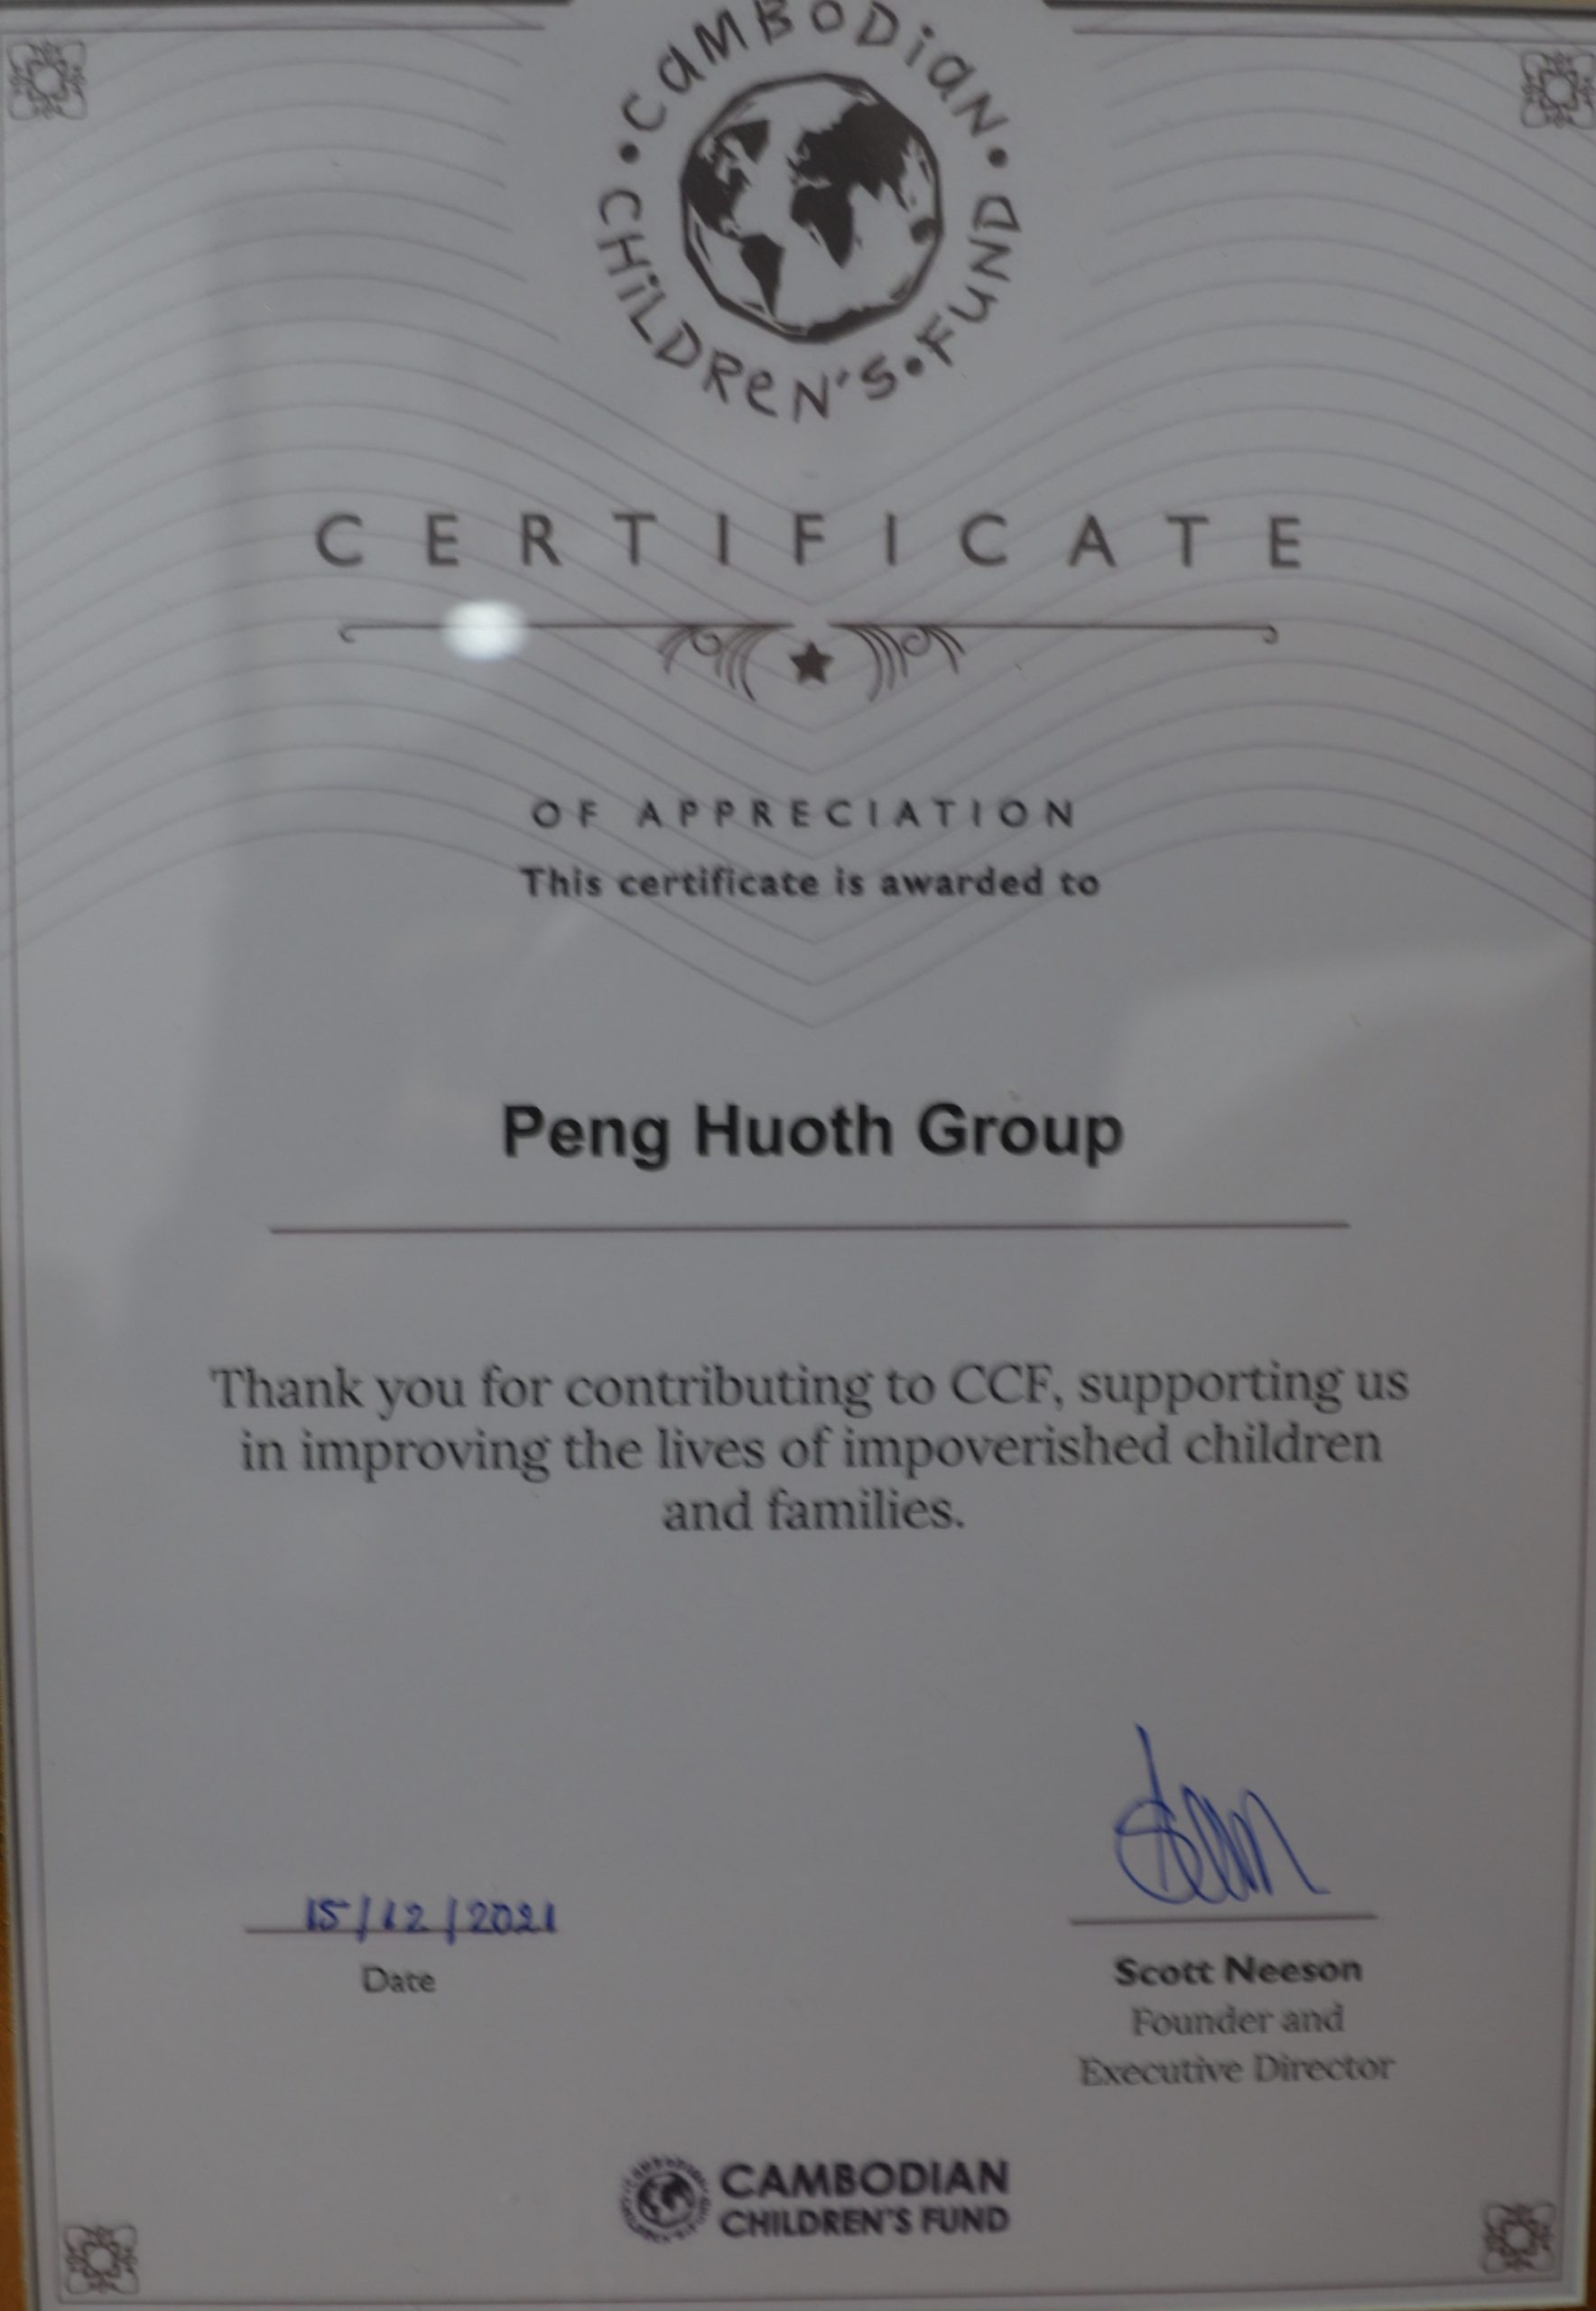 CAMBODIAN
CHILDREN'S • FUND
CERTIFICATE
OF APPRECIATION
This certificate is awarded to
Peng Huoth Group
Thank you for contributing to CCF, supporting us
in improving the lives of impoverished children
and families.
15/12/2021
Date
Scott Neeson
Founder and
Executive Director
CAMBODIAN
CHILDREN'S FUND